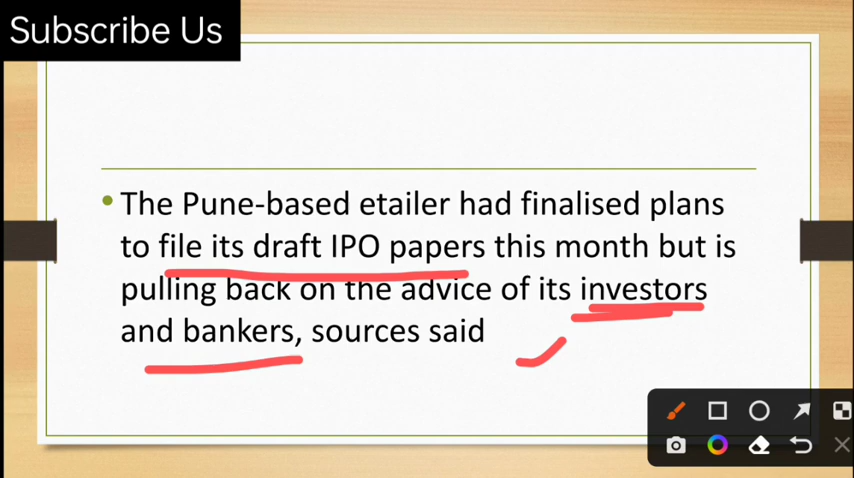 Subscribe Us
• The Pune-based etailer had finalised plans
to file its draft IPO papers this month but is
pulling back on the advice of its investors
and bankers, sources said